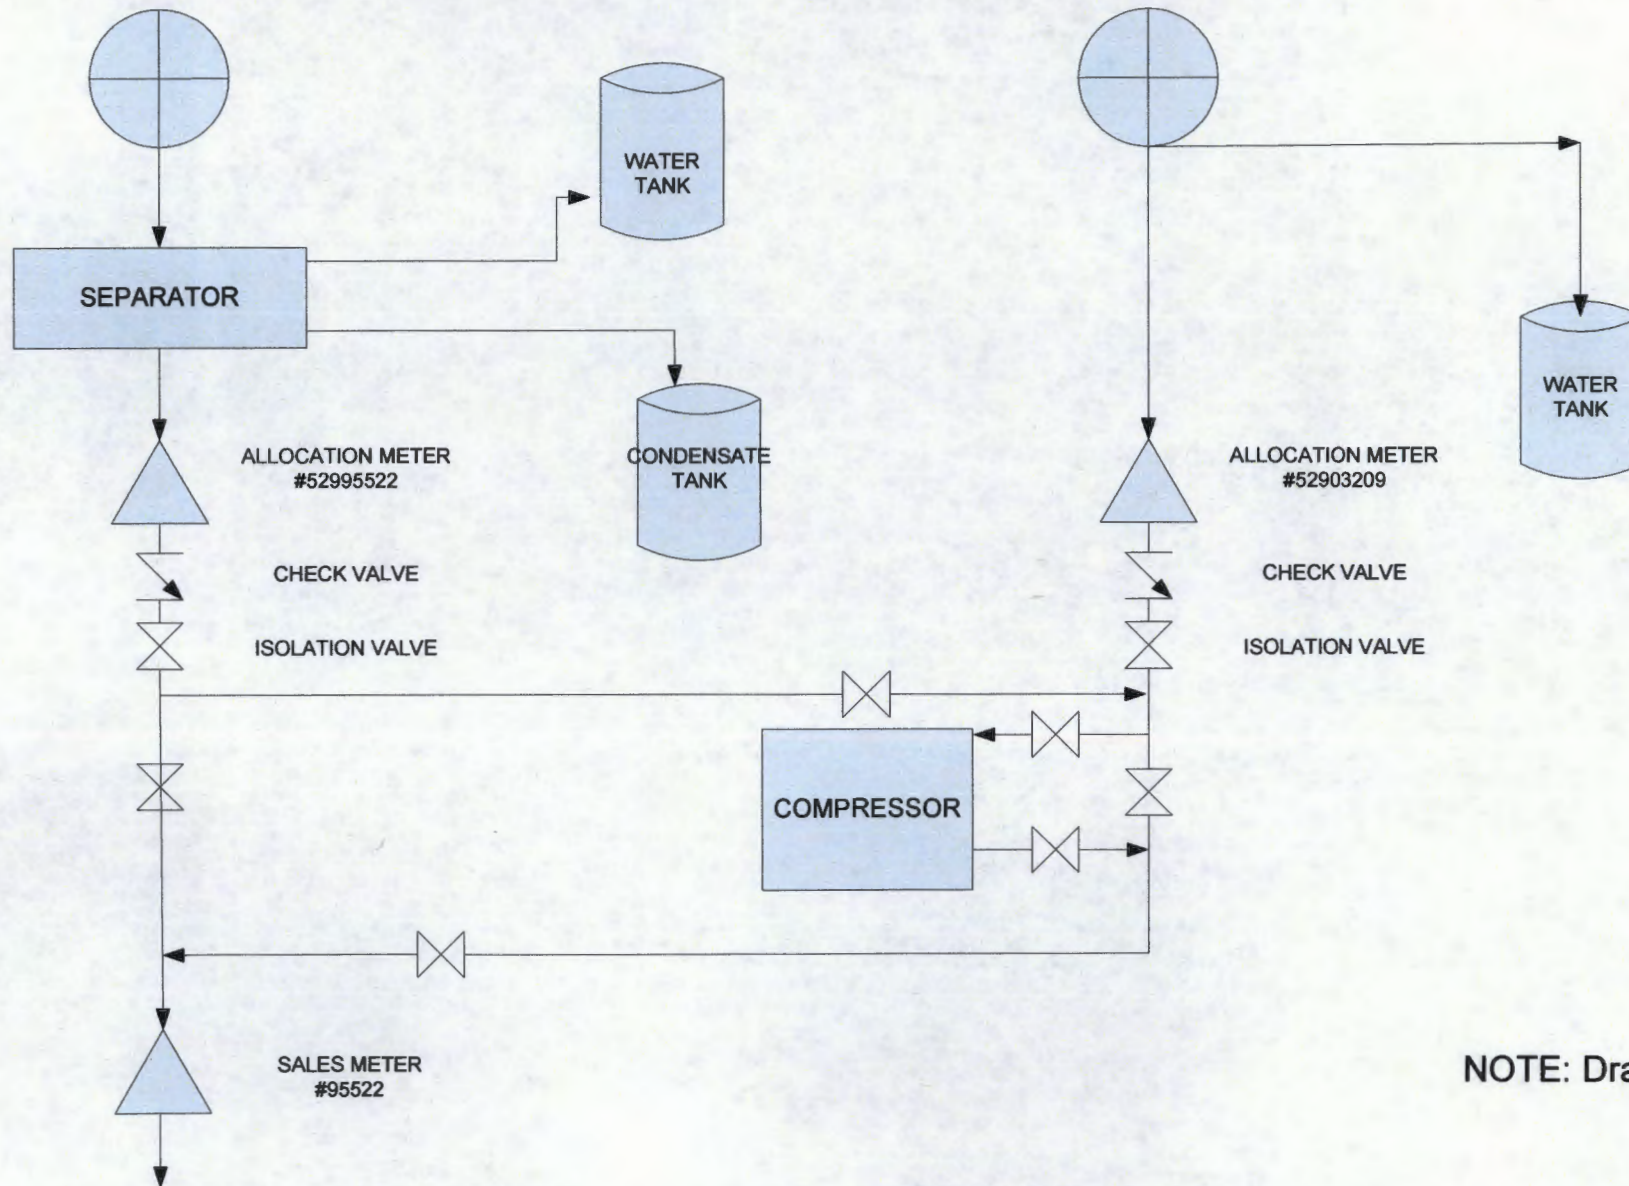 WATER
TANK
SEPARATOR
WATER
TANK
ALLOCATION METER
#52995522
CONDENSATE
TANK
ALLOCATION METER
#52903209
CHECK VALVE
CHECK VALVE
ISOLATION VALVE
ISOLATION VALVE
COMPRESSOR
SALES METER
#95522
NOTE: Dra